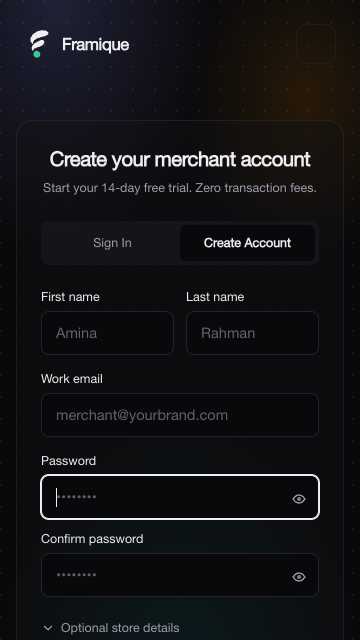 Framique
Create your merchant account
Start your 14-day free trial. Zero transaction fees.
Sign In
Create Account
First name
Last name
Amina
Rahman
Work email
merchant@yourbrand.com
Password
••••••••
Confirm password
••••••••
Optional store details